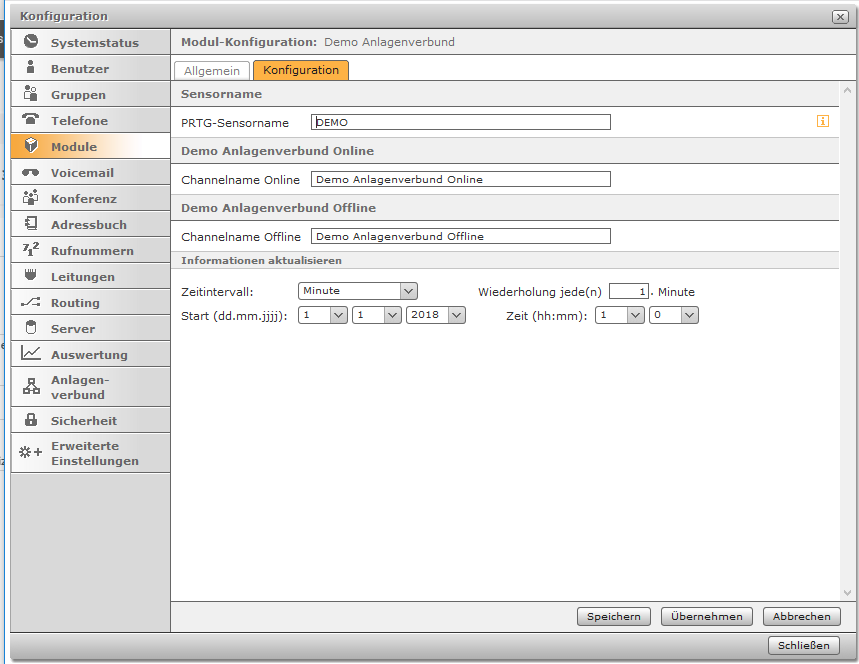 Konfiguration
Systemstatus
Benutzer
Gruppen
Telefone
Module
Voicemail
Konferenz
Adressbuch
Rufnummern
Leitungen
Routing
Server
Auswertung
Anlagen-
verbund
Sicherheit
Erweiterte
Einstellungen
Modul-Konfiguration: Demo Anlagenverbund
Allgemein Konfiguration
Sensorname
PRTG-Sensorname DEMO
Demo Anlagenverbund Online
Channelname Online Demo Anlagenverbund Online
Demo Anlagenverbund Offline
Channelname Offline Demo Anlagenverbund Offline
Informationen aktualisieren
Zeitintervall: Minute Wiederholung jede(n) 1. Minute
Start (dd.mm.jjjj): 1 1 2018 Zeit (hh:mm): 1 0
Speichern Übernehmen Abbrechen
Schließen